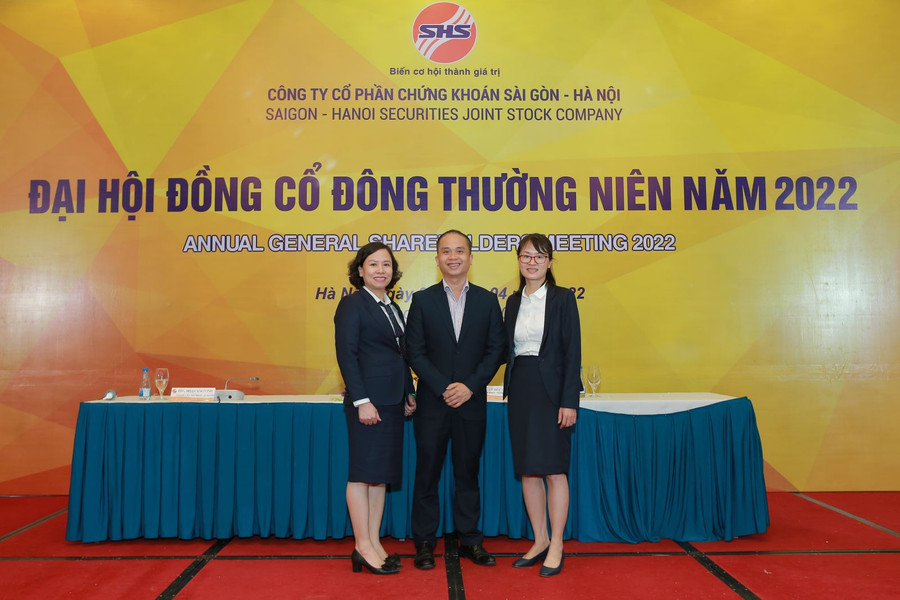 SHS
Biến cơ hội thành giá trị
CÔNG TY CỔ PHẦN CHỨNG KHOÁN SÀI GÒN - HÀ NỘI
SAIGON - HANOI SECURITIES JOINT STOCK COMPANY
ĐẠI HỘI ĐỒNG CỔ ĐÔNG THƯỜNG NIÊN NĂM 2022
ANNUAL GENERAL MEETING 2022
Hà